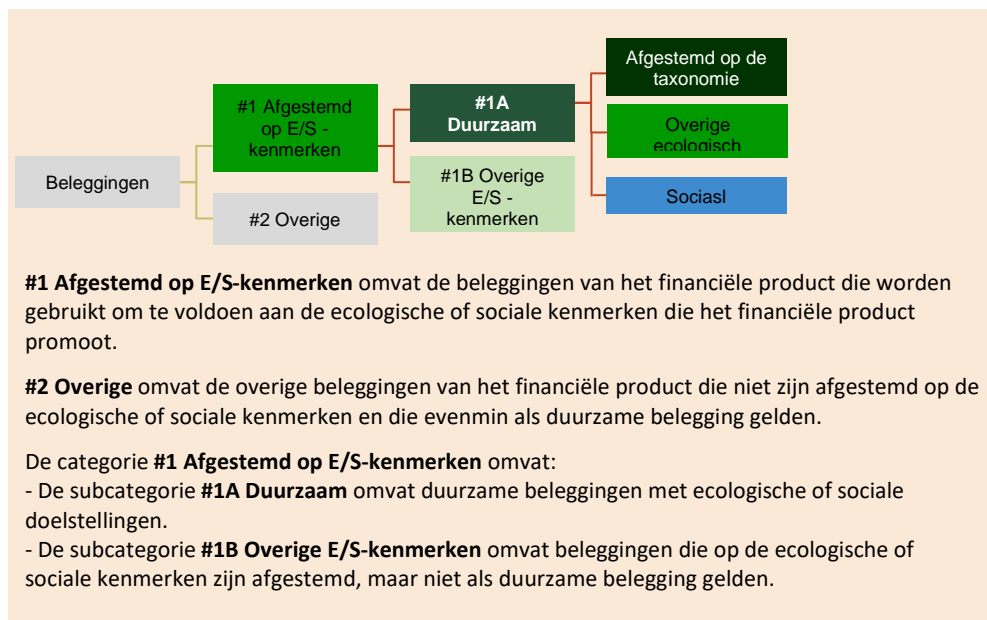 Beleggingen
#1 Afgestemd
op E/S -
kenmerken
#2 Overige
#1A
Duurzaam
#1B Overige
E/S -
kenmerken
Afgestemd op de
taxonomie
Overige
ecologisch
Sociasl
#1 Afgestemd op E/S-kenmerken omvat de beleggingen van het financiële product die worden
gebruikt om te voldoen aan de ecologische of sociale kenmerken die het financiële product
promoot.
#2 Overige omvat de overige beleggingen van het financiële product die niet zijn afgestemd op de
ecologische of sociale kenmerken en die evenmin als duurzame belegging gelden.
De categorie #1 Afgestemd op E/S-kenmerken omvat:
- De subcategorie #1A Duurzaam omvat duurzame beleggingen met ecologische of sociale
doelstellingen.
- De subcategorie #1B Overige E/S-kenmerken omvat beleggingen die op de ecologische of
sociale kenmerken zijn afgestemd, maar niet als duurzame belegging gelden.